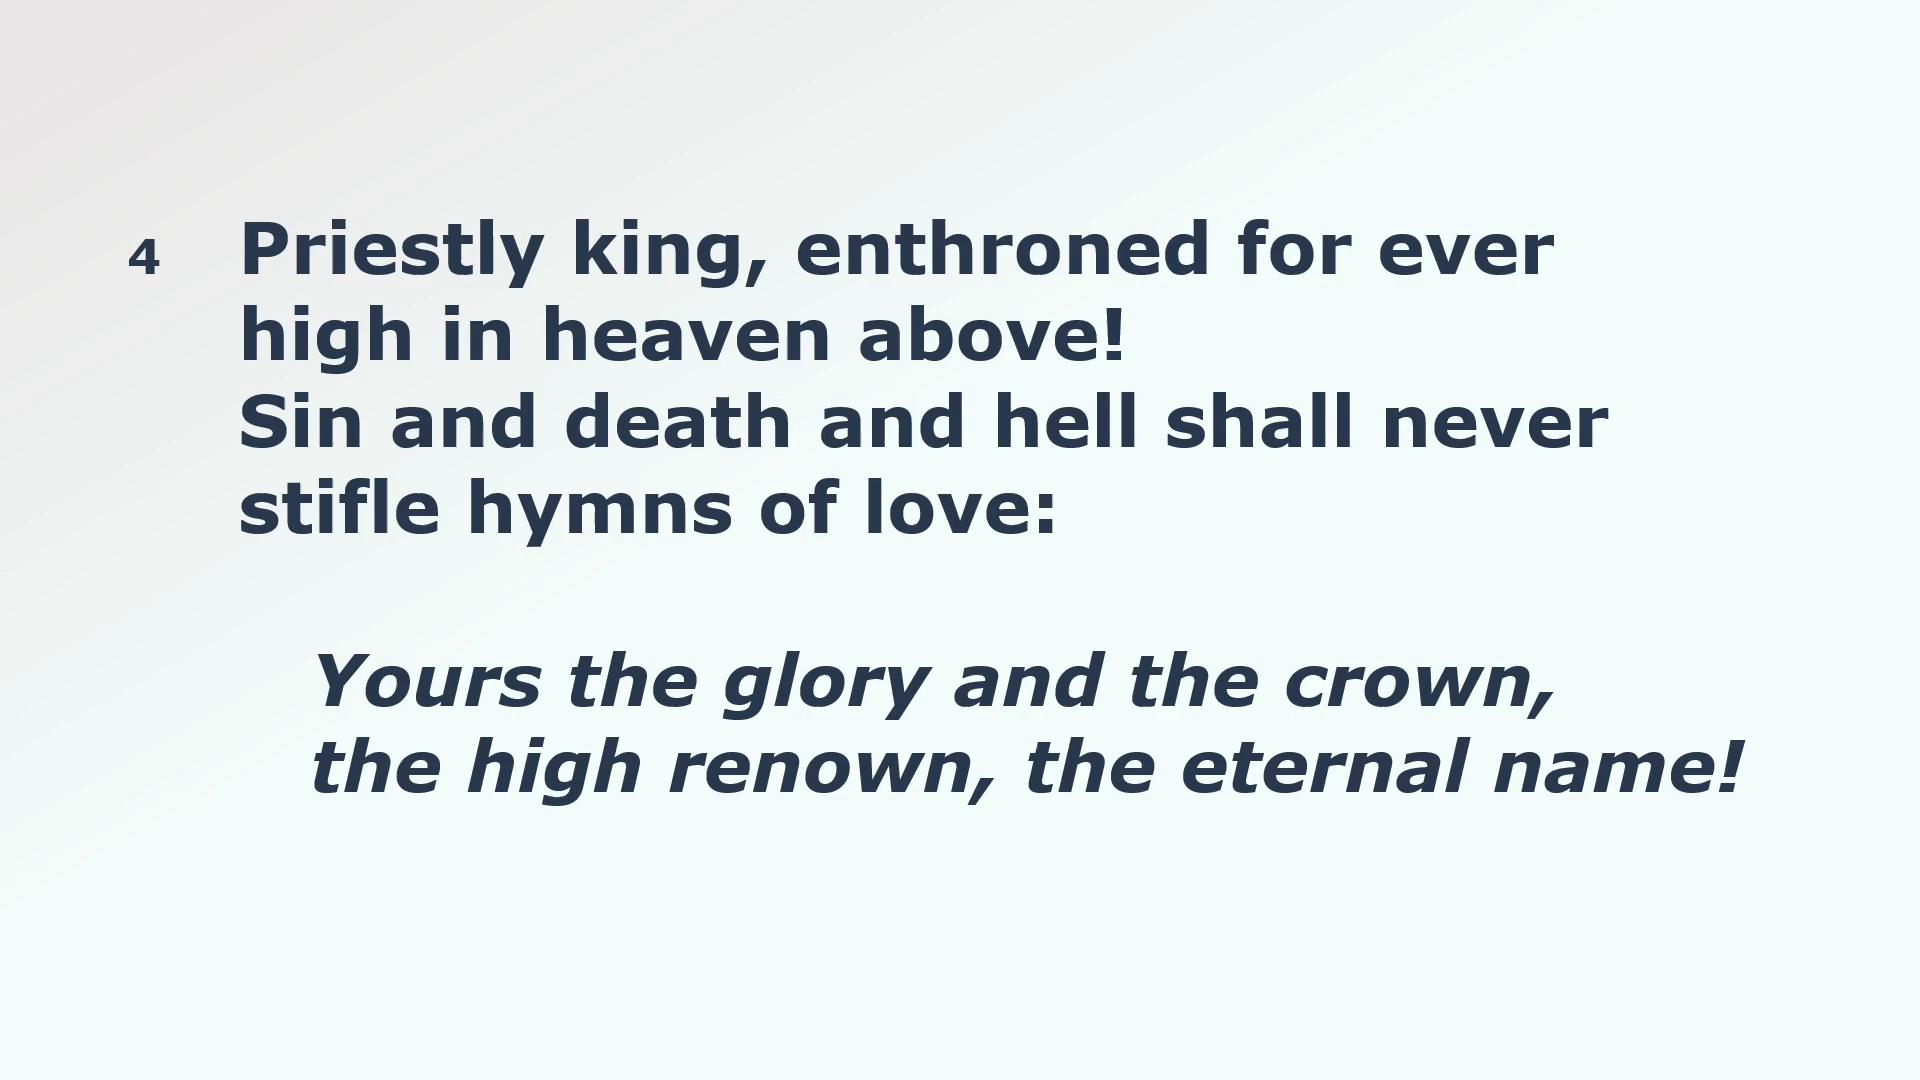 4 Priestly king, enthroned for ever
high in heaven above!
Sin and death and hell shall never
stifle hymns of love:
Yours the glory and the crown,
the high renown, the eternal name!